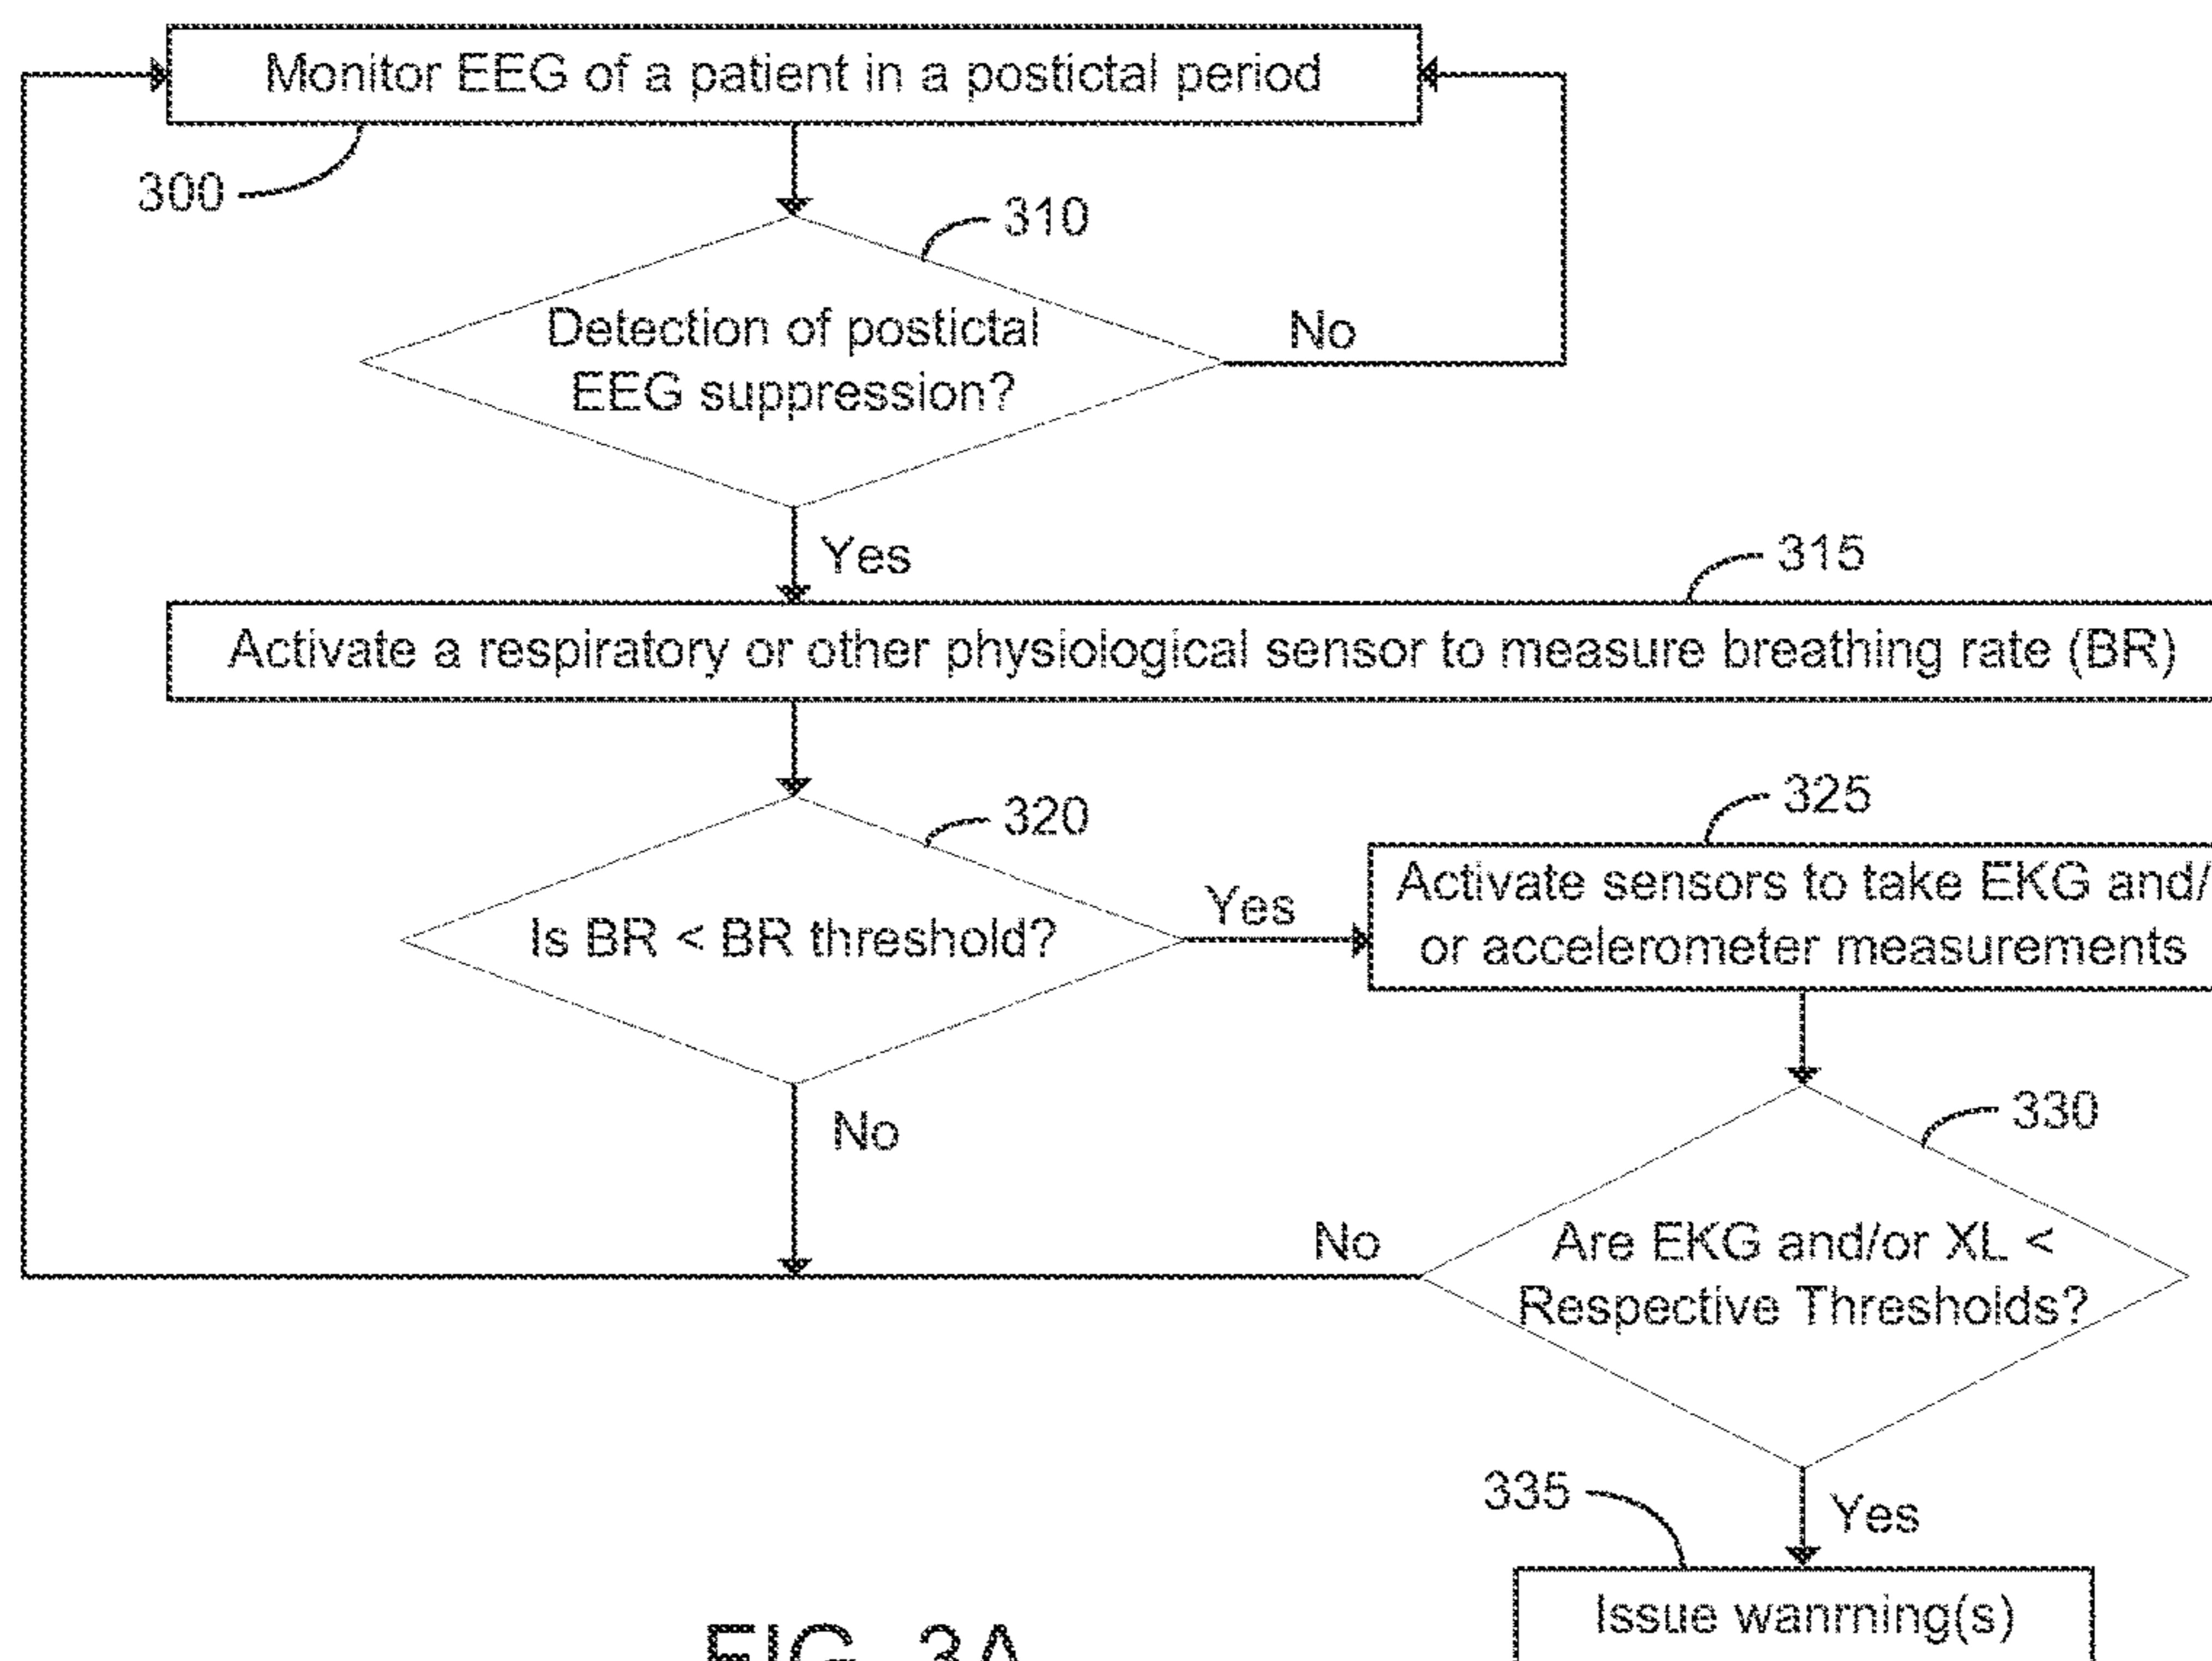 Monitor EEG of a patient in a postictal period
300
310
Detection of postictal
EEG suppression?
No
Yes
315
Activate a respiratory or other physiological sensor to measure breathing rate (BR)
320
325
Is BR < BR threshold?
Yes
Activate sensors to take EKG and/
or accelerometer measurements
No
330
No
Are EKG and/or XL <
Respective Thresholds?
335
Yes
Issue wanrning(s)
FIG. 3A